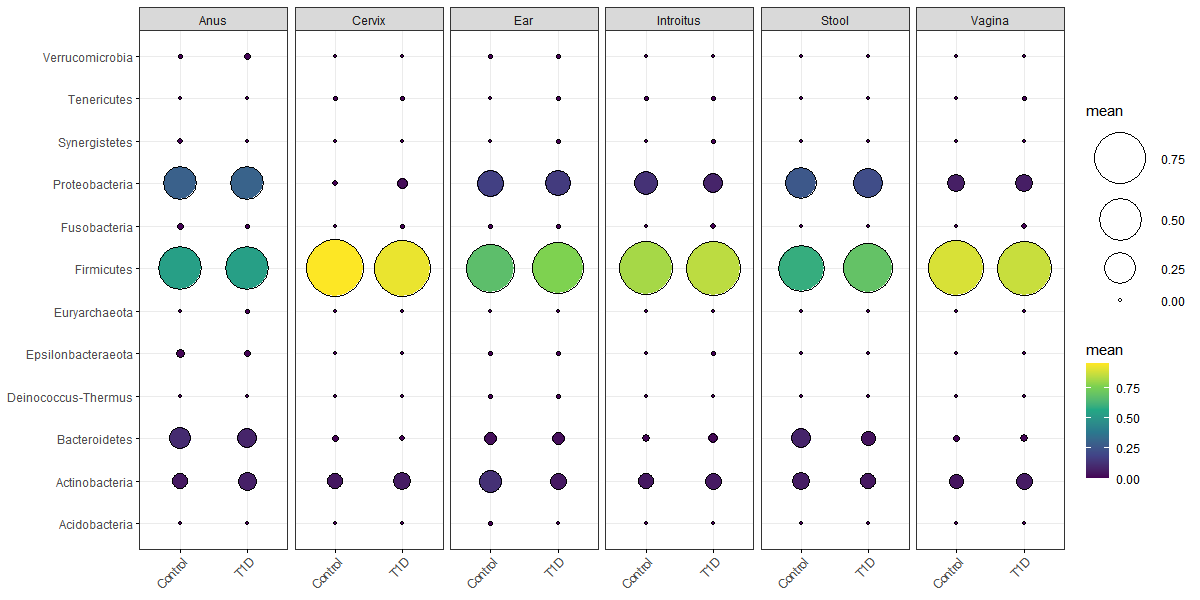 Anus Cervix Ear Introitus Stool Vagina
Verrucomicrobia
Tenericutes
Synergistetes
Proteobacteria
Fusobacteria
Firmicutes
Euryarchaeota
Epsilonbacteraeota
Deinococcus-Thermus
Bacteroidetes
Actinobacteria
Acidobacteria
Control T1D Control T1D Control T1D Control T1D Control T1D Control T1D
mean
0.75
0.50
0.25
0.00
mean
0.75
0.50
0.25
0.00